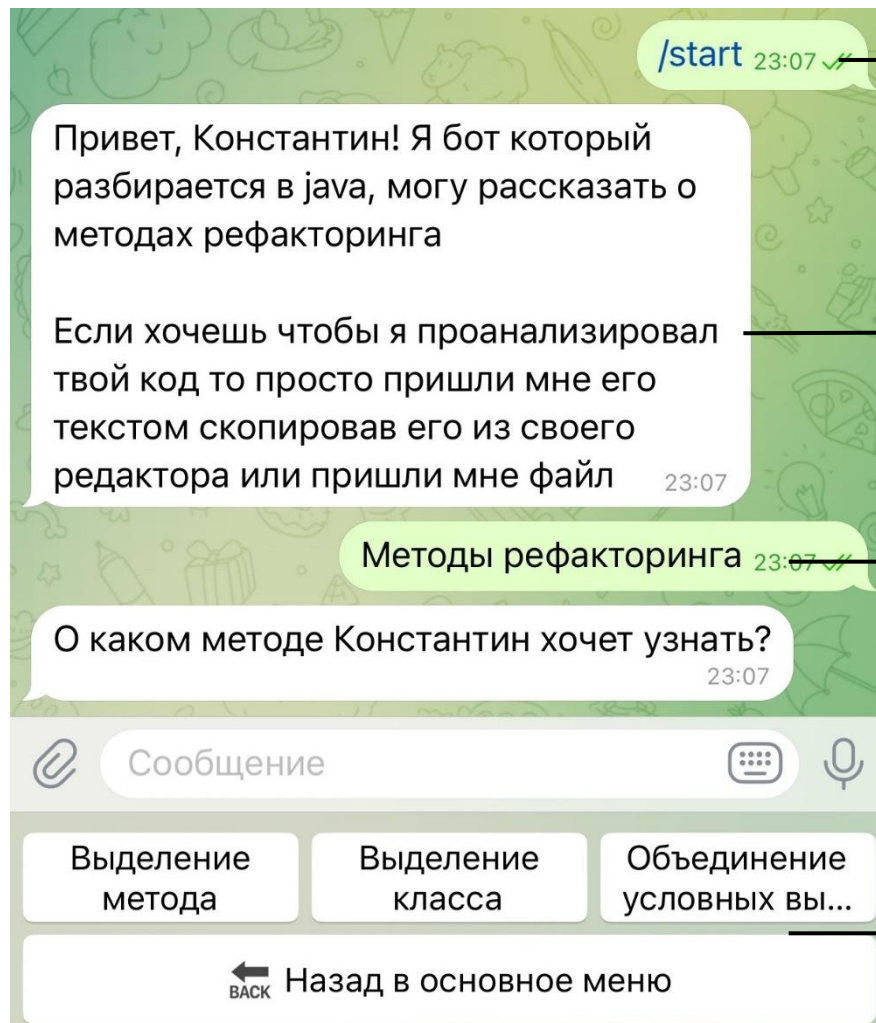 /start 23:07
Привет, Константин! Я бот который
разбирается в java, могу рассказать о
методах рефакторинга
Если хочешь чтобы я проанализировал
твой код то просто пришли мне его
текстом скопировав его из своего
редактора или пришли мне файл 23:07
Методы рефакторинга 23:07
О каком методе Константин хочет узнать?
23:07
Сообщение
Выделение
метода
Выделение
класса
Объединение
условных вы...
BACK Назад в основное меню